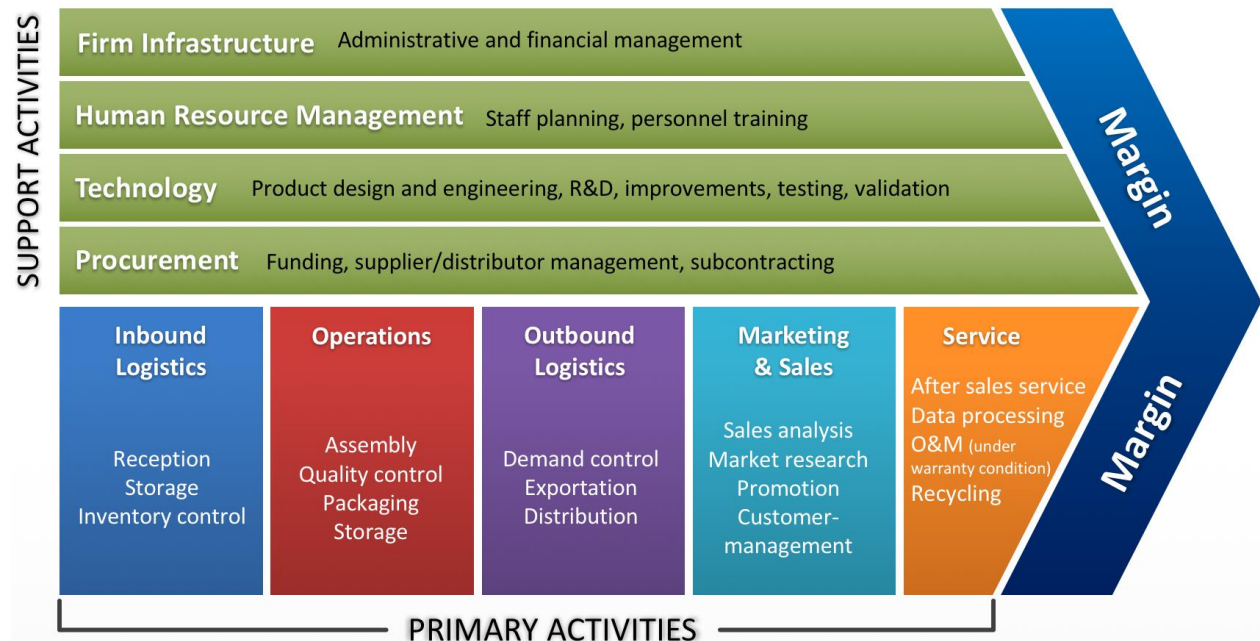 SUPPORT ACTIVITIES
Firm Infrastructure Administrative and financial management
Human Resource Management Staff planning, personnel training
Technology Product design and engineering, R&D, improvements, testing, validation
Procurement Funding, supplier/distributor management, subcontracting
Margin
Inbound
Logistics
Reception
Storage
Inventory control
Operations
Assembly
Quality control
Packaging
Storage
Outbound
Logistics
Demand control
Exportation
Distribution
Marketing
& Sales
Sales analysis
Market research
Promotion
Customer-
management
Service
After sales service
Data processing
O&M (under
warranty condition)
Recycling
Margin
PRIMARY ACTIVITIES